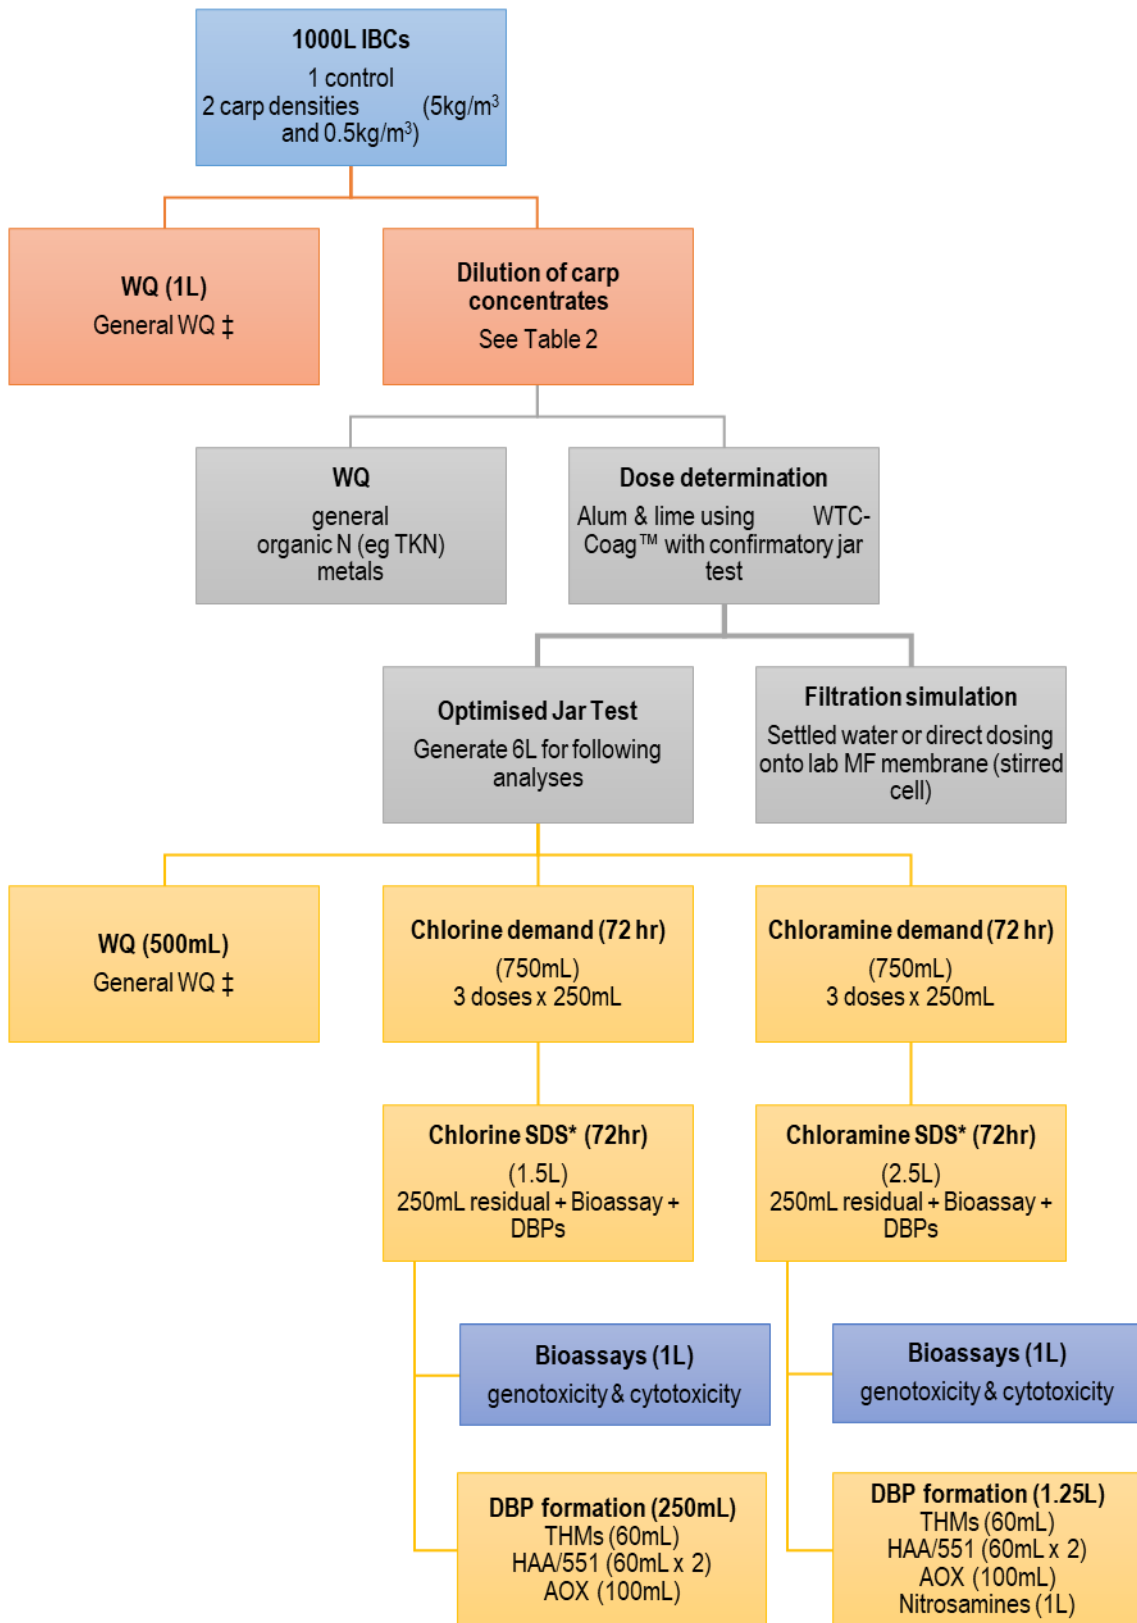 1000L IBCs
1 control
2 carp densities (5kg/m³
and 0.5kg/m³)
WQ (1L)
General WQ ‡
Dilution of carp
concentrates
See Table 2
WQ
general
organic N (eg TKN)
metals
Dose determination
Alum & lime using WTC-
Coag™ with confirmatory jar
test
Optimised Jar Test
Generate 6L for following
analyses
Filtration simulation
Settled water or direct dosing
onto lab MF membrane (stirred
cell)
WQ (500mL)
General WQ ‡
Chlorine demand (72 hr)
(750mL)
3 doses x 250mL
Chloramine demand (72 hr)
(750mL)
3 doses x 250mL
Chlorine SDS* (72hr)
(1.5L)
250mL residual + Bioassay +
DBPs
Chloramine SDS* (72hr)
(2.5L)
250mL residual + Bioassay +
DBPs
Bioassays (1L)
genotoxicity & cytotoxicity
Bioassays (1L)
genotoxicity & cytotoxicity
DBP formation (250mL)
THMs (60mL)
HAA/551 (60mL x 2)
AOX (100mL)
DBP formation (1.25L)
THMs (60mL)
HAA/551 (60mL x 2)
AOX (100mL)
Nitrosamines (1L)